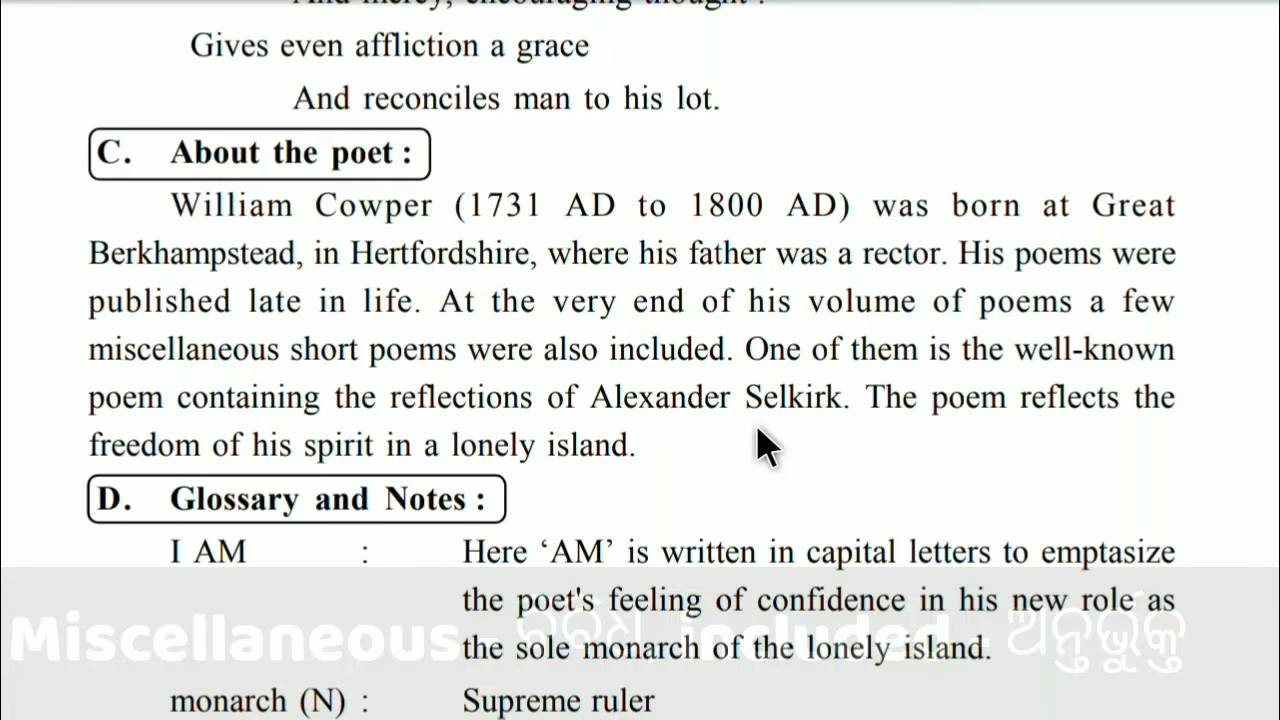 Gives even affliction a grace
And reconciles man to his lot.
C. About the poet :
William Cowper (1731 AD to 1800 AD) was born at Great
Berkhampstead, in Hertfordshire, where his father was a rector. His poems were
published late in life. At the very end of his volume of poems a few
miscellaneous short poems were also included. One of them is the well-known
poem containing the reflections of Alexander Selkirk. The poem reflects the
freedom of his spirit in a lonely island.
D. Glossary and Notes :
I AM : Here ‘AM’ is written in capital letters to emptasize
the poet's feeling of confidence in his new role as
the sole monarch of the lonely island.
Miscellaneous - included - ଅନ୍ତର୍ଭୁକ୍ତ
monarch (N) : Supreme ruler